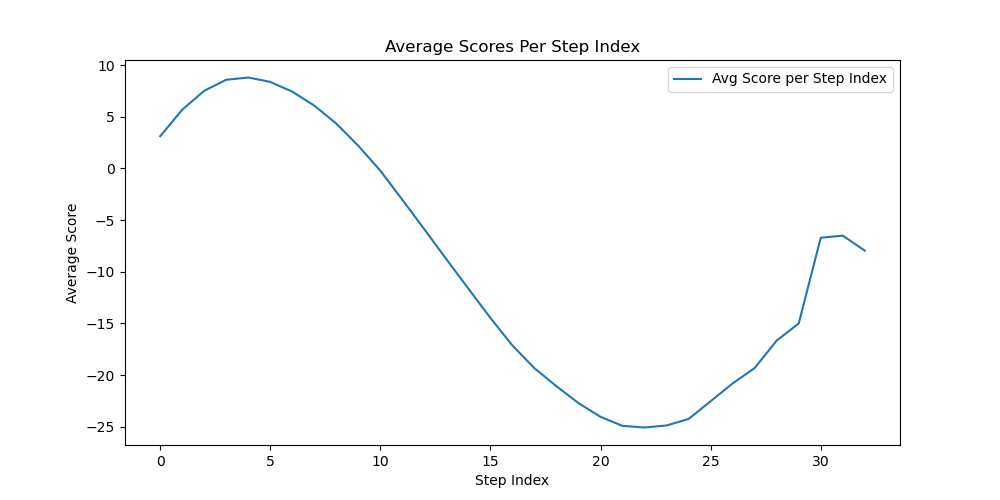 Average Scores Per Step Index
Avg Score per Step Index
10
5
0
−5
−10
−15
−20
−25
Average Score
0 5 10 15 20 25 30
Step Index